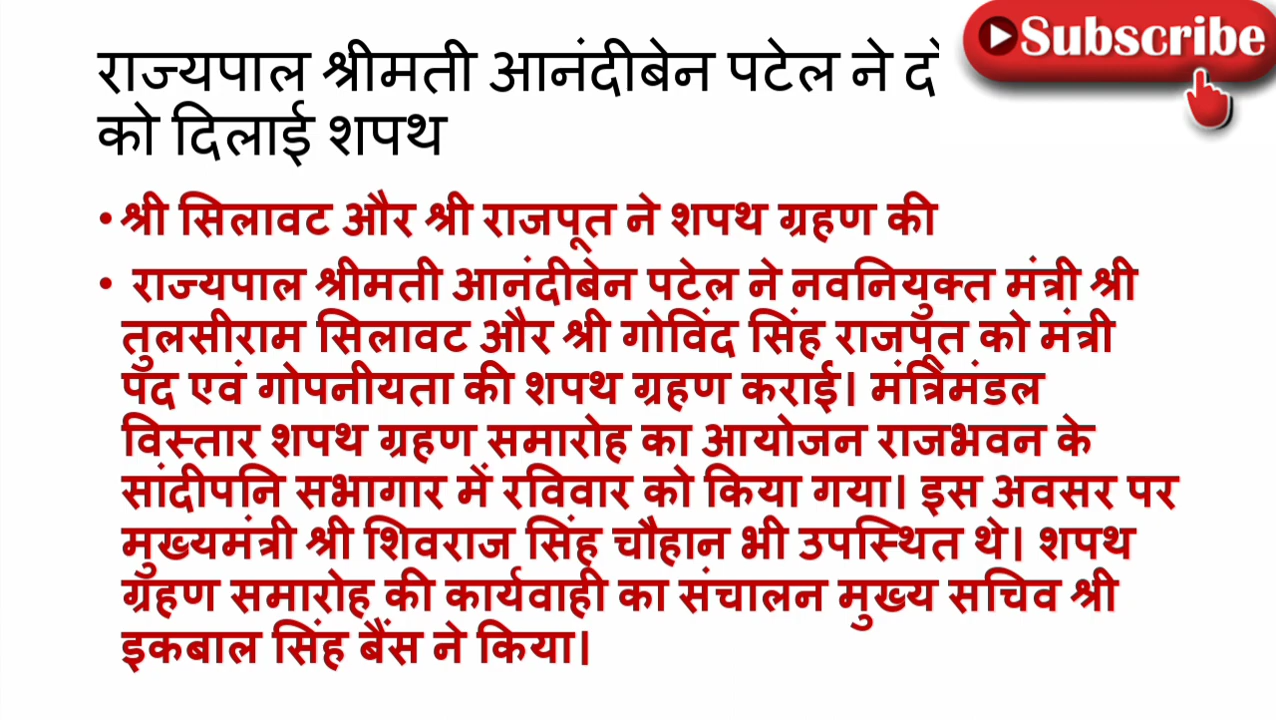 Subscribe
राज्यपाल श्रीमती आनंदीबेन पटेल ने
को दिलाई शपथ
• श्री सिलावट और श्री राजपूत ने शपथ ग्रहण की
• राज्यपाल श्रीमती आनंदीबेन पटेल ने नवनियुक्त मंत्री श्री
तुलसीराम सिलावट और श्री गोविंद सिंह राजपूत को मंत्री
पद एवं गोपनीयता की शपथ ग्रहण कराई। मंत्रिमंडल
विस्तार शपथ ग्रहण समारोह का आयोजन राजभवन के
सांदीपनि सभागार में रविवार को किया गया। इस अवसर पर
मुख्यमंत्री श्री शिवराज सिंह चौहान भी उपस्थित थे। शपथ
ग्रहण समारोह की कार्यवाही का संचालन मुख्य सचिव श्री
इकबाल सिंह बैंस ने किया।